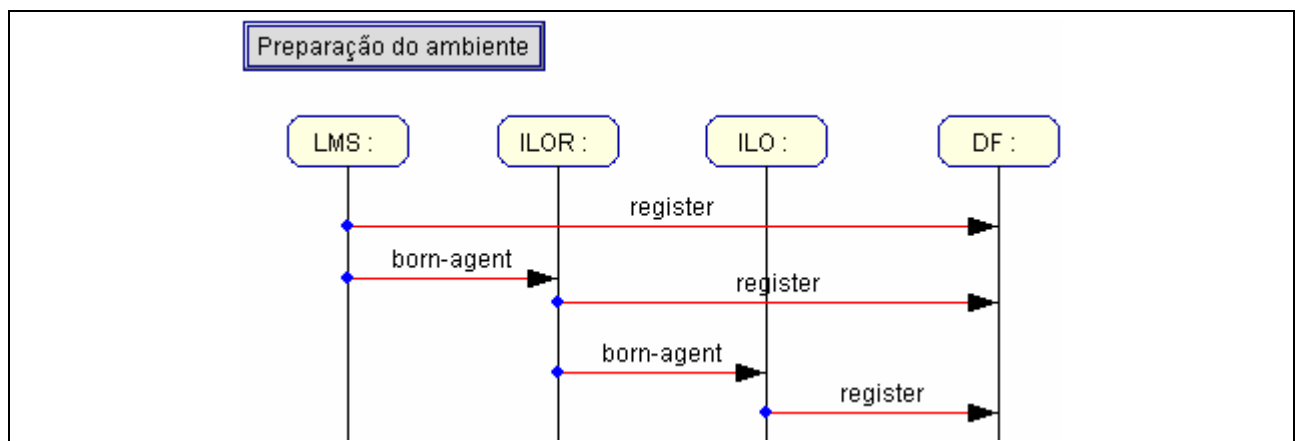 Preparação do ambiente
LMS : ILOR : ILO : DF :
register
born-agent
register
born-agent
register